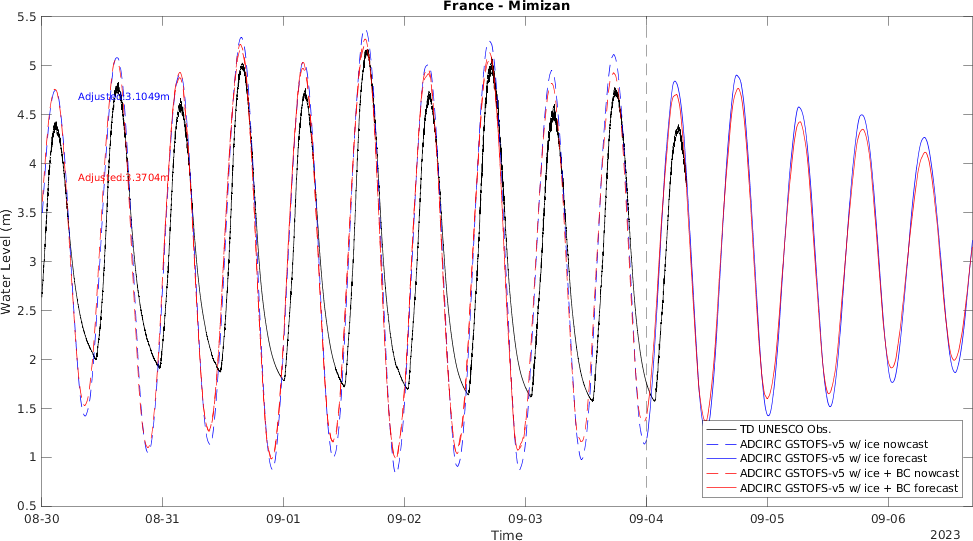 France - Mimizan
5.5
5
4.5
4
3.5
3
2.5
2
1.5
1
0.5
Water Level (m)
Adjusted:3.1049m
Adjusted:3.3704m
TD UNESCO Obs.
ADCIRC GSTOFS-v5 w/ ice nowcast
ADCIRC GSTOFS-v5 w/ ice forecast
ADCIRC GSTOFS-v5 w/ ice + BC nowcast
ADCIRC GSTOFS-v5 w/ ice + BC forecast
08-30 08-31 09-01 09-02 09-03 09-04 09-05 09-06
Time
2023